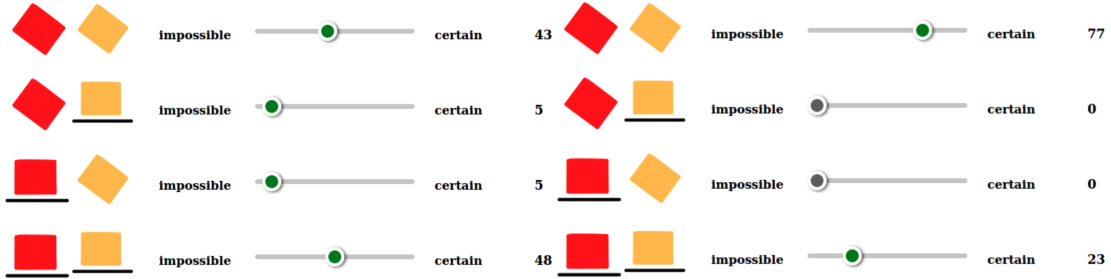 impossible certain 43 impossible certain 77
impossible certain 5 impossible certain 0
impossible certain 5 impossible certain 0
impossible certain 48 impossible certain 23